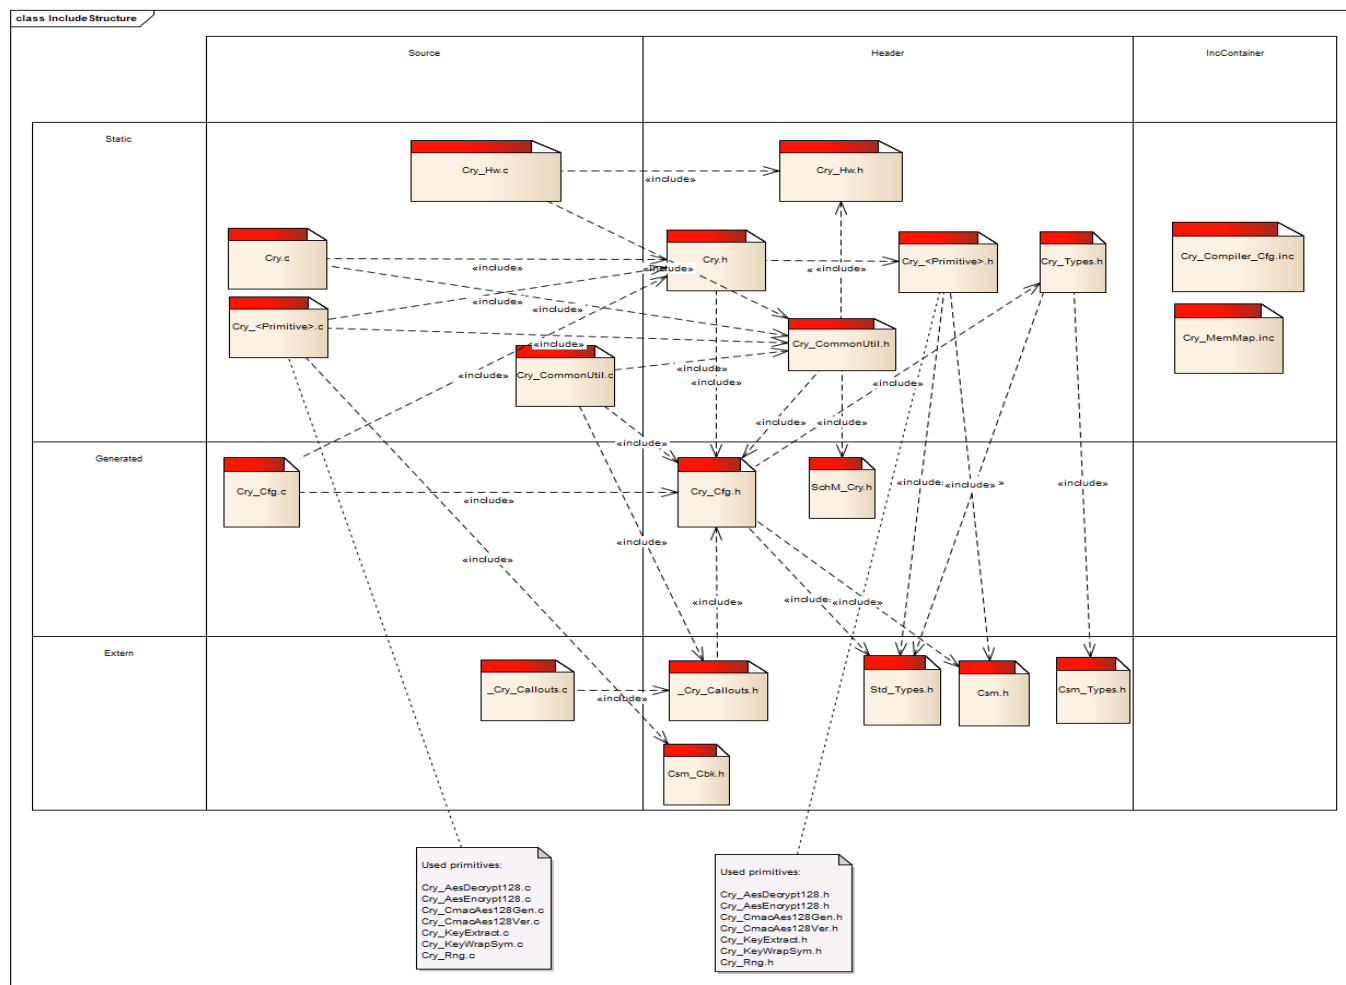 class IncludeStructure
Source
Header
IncContainer
Static
Cry_Hw.c
«include»
Cry_Hw.h
Cry.c
«include»
«include»
Cry.h
« «include»
Cry_<Primitive>.h
Cry_Types.h
Cry_Compiler_Cfg.inc
Cry_<Primitive>.c
«include»
«include»
«include»
Cry_CommonUtil.h
Cry_MemMap.inc
Cry_CommonUtil.c
«include»
«include»
«include»
«include»
«include»
«include»
«include»
«include»
Generated
Cry_Cfg.c
«include»
Cry_Cfg.h
SchM_Cry.h
«include»
«include» »
«include»
«include»
«include»
«include»
«include»
«include»
Extern
_Cry_Callouts.c
«include»
_Cry_Callouts.h
Std_Types.h
Csm.h
Csm_Types.h
Csm_Cbk.h
Used primitives:
Cry_AesDecrypt128.c
Cry_AesEncrypt128.c
Cry_CmacAes128Gen.c
Cry_CmacAes128Ver.c
Cry_KeyExtract.c
Cry_KeyWrapSym.c
Cry_Rng.c
Used primitives:
Cry_AesDecrypt128.h
Cry_AesEncrypt128.h
Cry_CmacAes128Gen.h
Cry_CmacAes128Ver.h
Cry_KeyExtract.h
Cry_KeyWrapSym.h
Cry_Rng.h